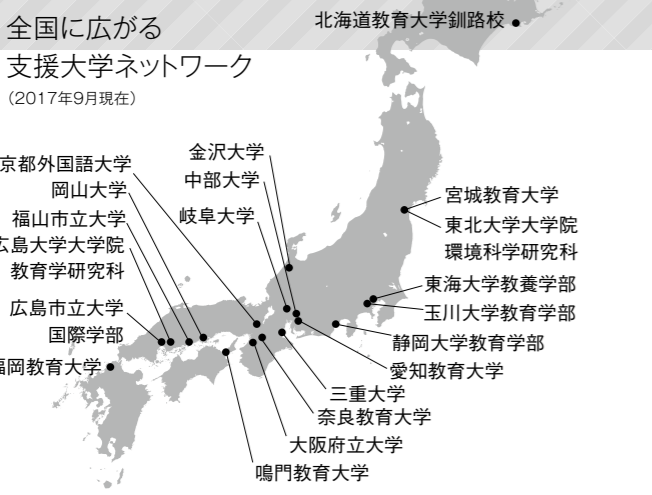 全国に広がる
支援大学ネットワーク
（2017年9月現在）
北海道教育大学釧路校
京都外国語大学
岡山大学
福山市立大学
広島大学大学院
教育学研究科
広島市立大学
国際学部
福岡教育大学
金沢大学
中部大学
岐阜大学
宮城教育大学
東北大学大学院
環境科学研究科
東海大学教養学部
玉川大学教育学部
静岡大学教育学部
愛知教育大学
三重大学
奈良教育大学
大阪府立大学
鳴門教育大学